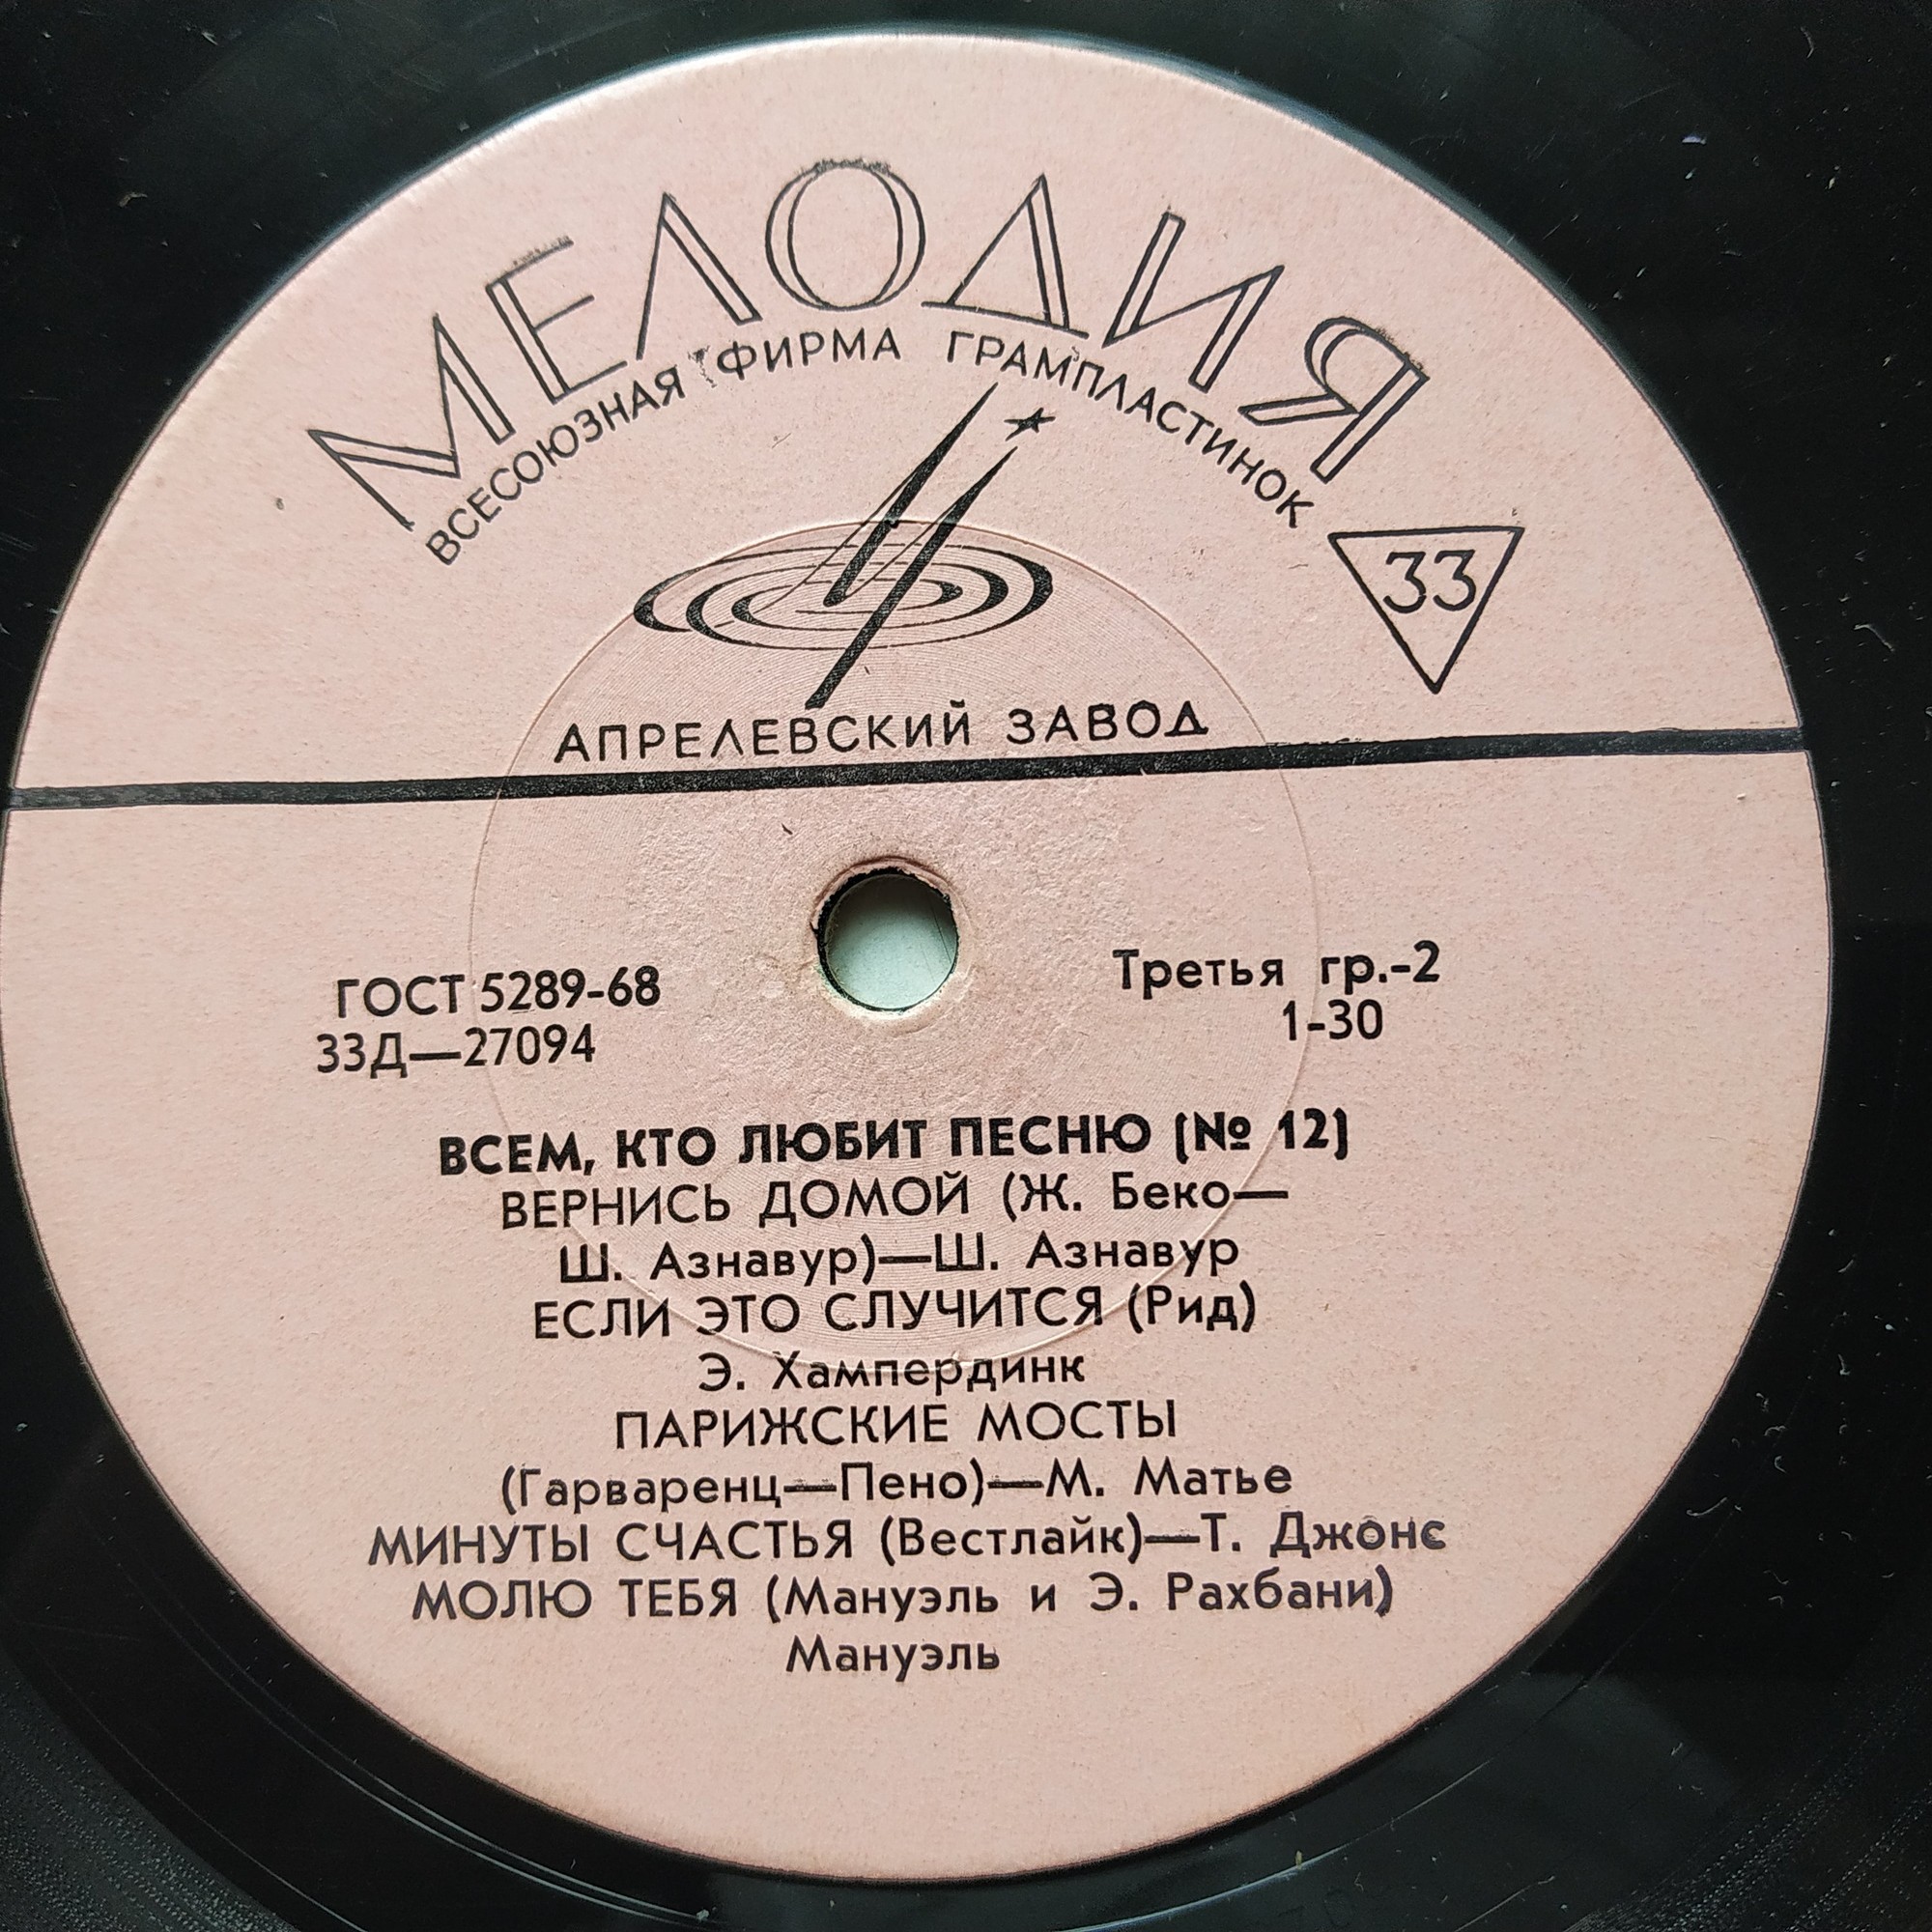 МЕЛОДИЯ
ВСЕСОЮЗНАЯ ФИРМА ГРАМПЛАСТИНОК
33
АПРЕЛЕВСКИЙ ЗАВОД
ГОСТ 5289-68
33Д—27094
Третья гр.-2
1-30
ВСЕМ, КТО ЛЮБИТ ПЕСНЮ (№ 12)
ВЕРНИСЬ ДОМОЙ (Ж. Беко—
Ш. Азнавур)—Ш. Азнавур
ЕСЛИ ЭТО СЛУЧИТСЯ (Рид)
Э. Хампердинк
ПАРИЖСКИЕ МОСТЫ
(Гарваренц—Пено)—М. Матье
МИНУТЫ СЧАСТЬЯ (Вестлайк)—Т. Джонс
МОЛЮ ТЕБЯ (Мануэль и Э. Рахбани)
Мануэль